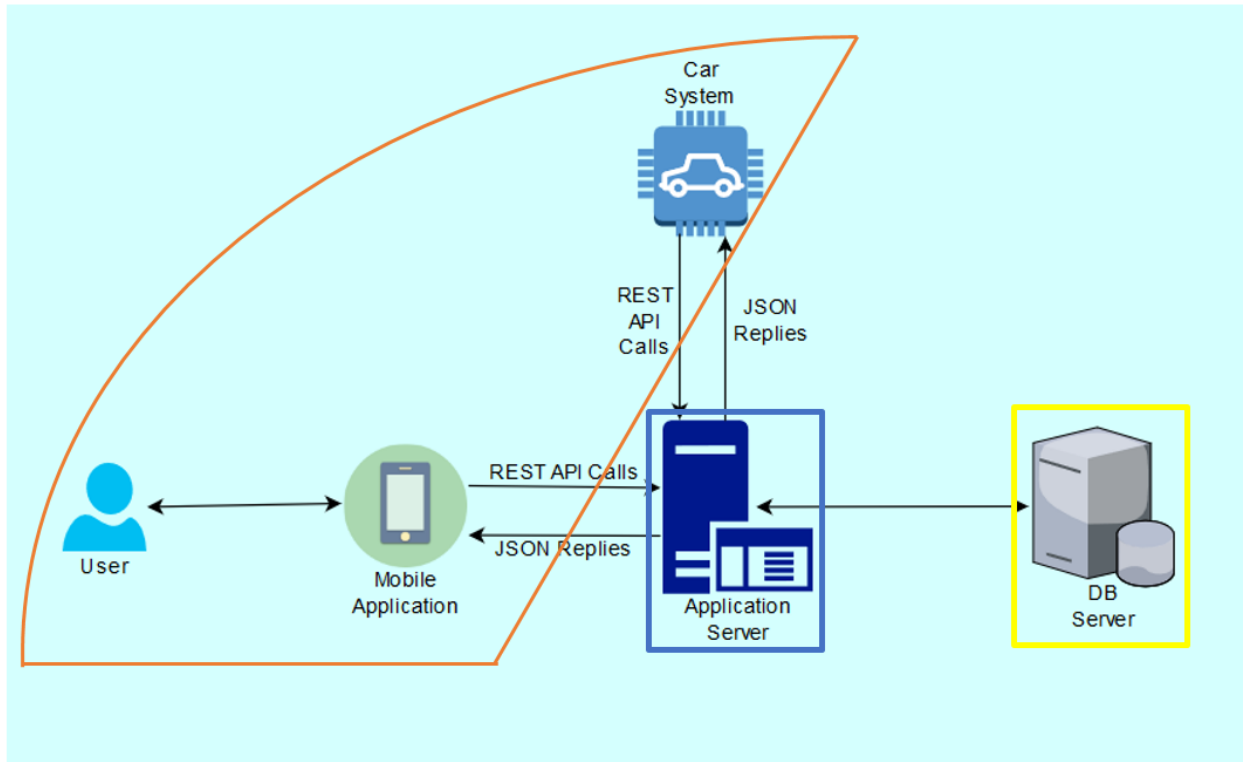 Car
System
REST
API
Calls
JSON
Replies
REST API Calls
JSON Replies
User
Mobile
Application
Application
Server
DB
Server